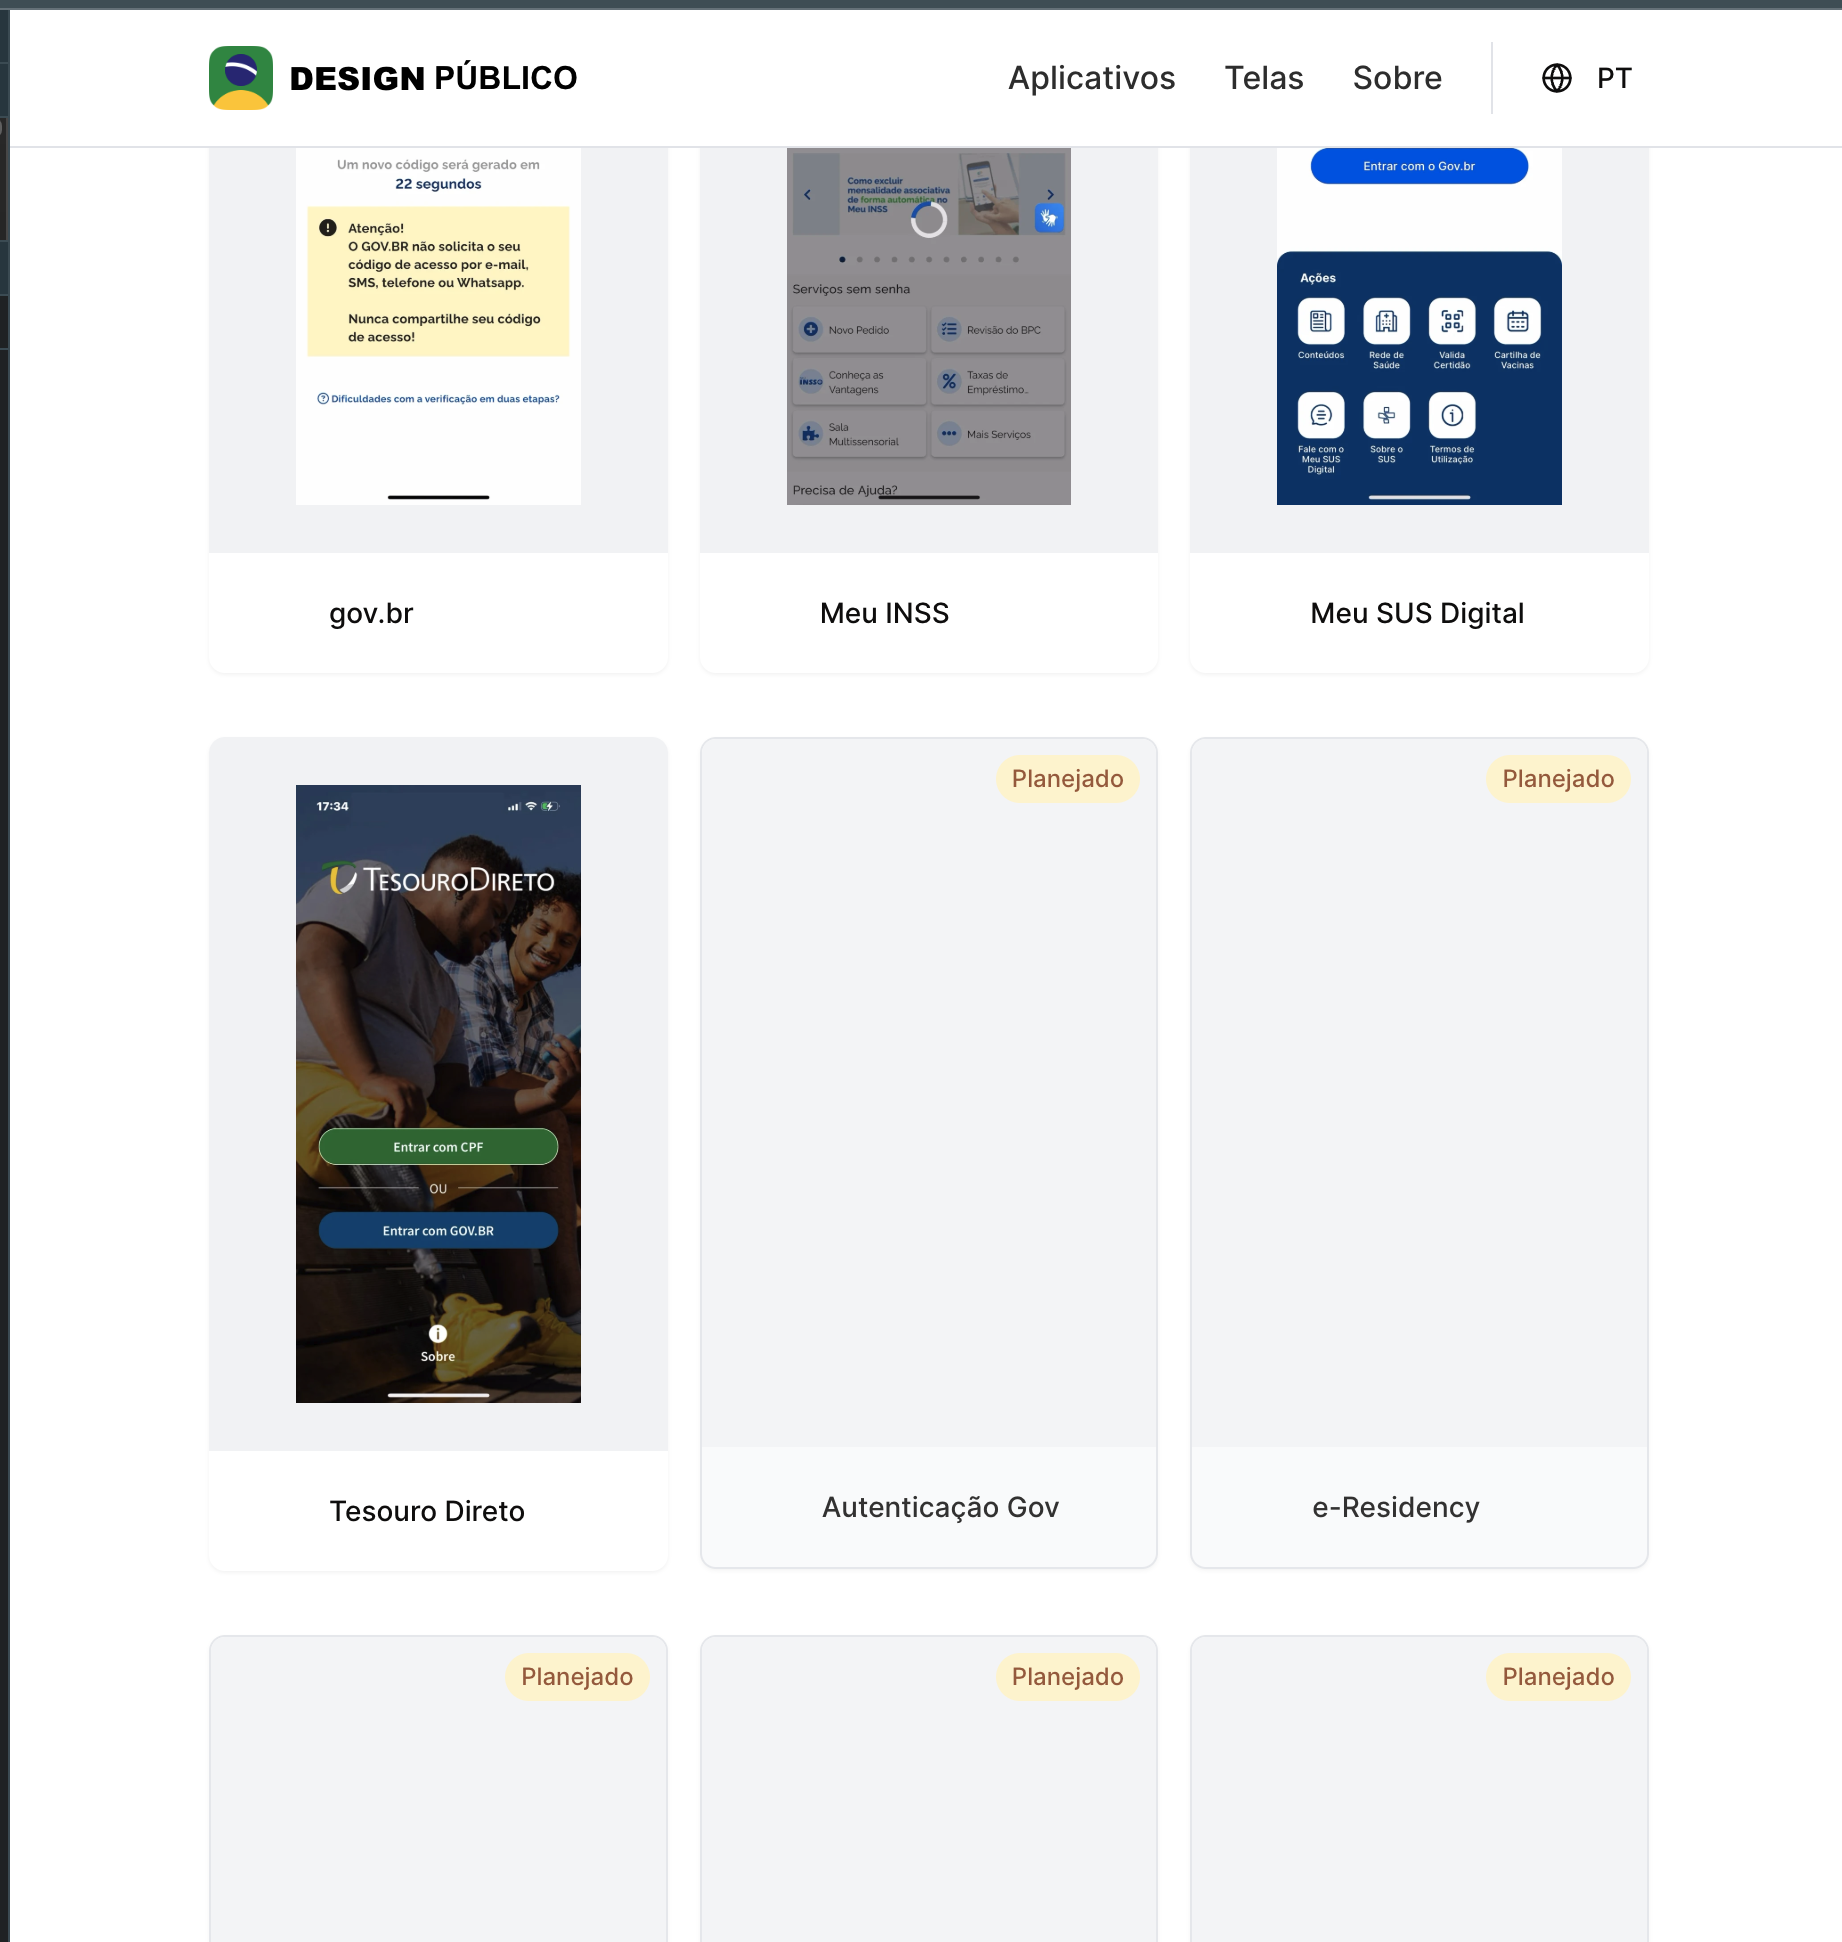 DESIGN PÚBLICO
Aplicativos
Telas
Sobre
PT
Um novo código será gerado em
22 segundos
Atenção!
O GOV.BR não solicita o seu
código de acesso por e-mail,
SMS, telefone ou Whatsapp.
Nunca compartilhe seu código
de acesso!
Dificuldades com a verificação em duas etapas?
gov.br
Como excluir
mensalidade associativa
de forma automática no
Meu INSS
Serviços sem senha
Novo Pedido
Revisão do BPC
INSS
Conheça as
Vantagens
Taxas de
Empréstimo...
Sala
Multissensorial
Mais Serviços
Precisa de Ajuda?
Meu INSS
Entrar com o Gov.br
Ações
Conteúdos
Rede de
Saúde
Valida
Certidão
Cartilha de
Vacinas
Fale com o
Meu SUS
Digital
Sobre o
SUS
Termos de
Utilização
Meu SUS Digital
17:34
TESOURODIRETO
Entrar com CPF
OU
Entrar com GOV.BR
Sobre
Tesouro Direto
Planejado
Autenticação Gov
Planejado
e-Residency
Planejado
Planejado
Planejado